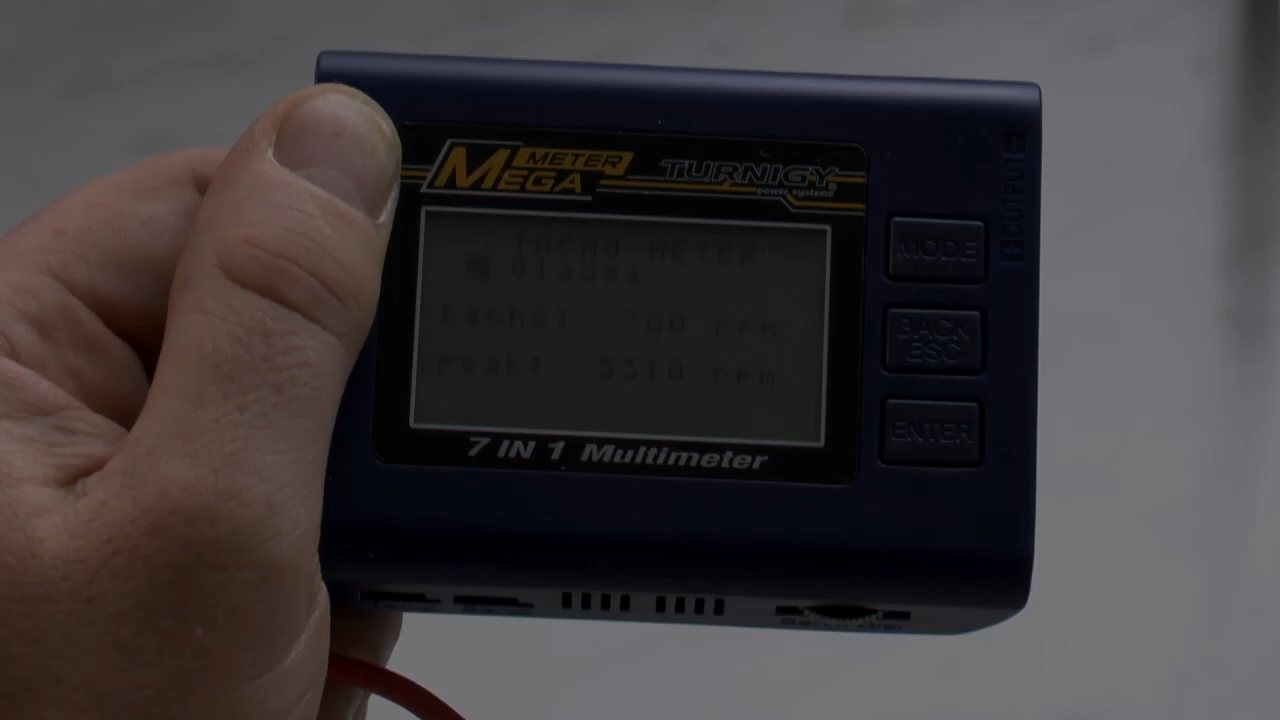 METER
MEGA
TURNIGY
power systems
OUTPUT
TACHO METER
Blades
tacho: rpm
Peak: rpm
MODE
BACK
ESC
ENTER
7 IN 1 Multimeter